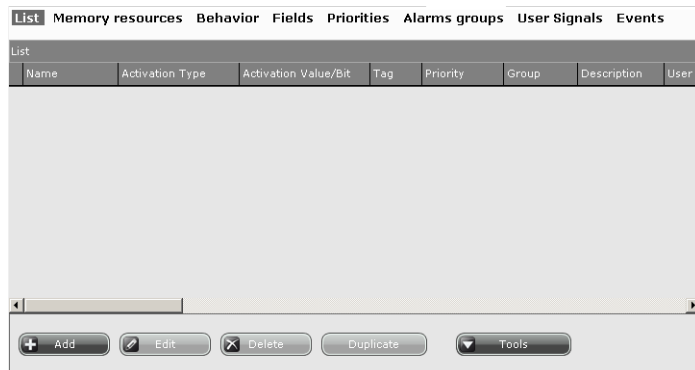 List Memory resources Behavior Fields Priorities Alarms groups User Signals Events
List
Name Activation Type Activation Value/Bit Tag Priority Group Description User
Add Edit Delete Duplicate Tools